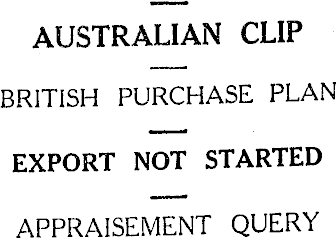 AUSTRALIAN CLIP
BRITISH PURCHASE PLAN
EXPORT NOT STARTED
APPRAISEMENT QUERY